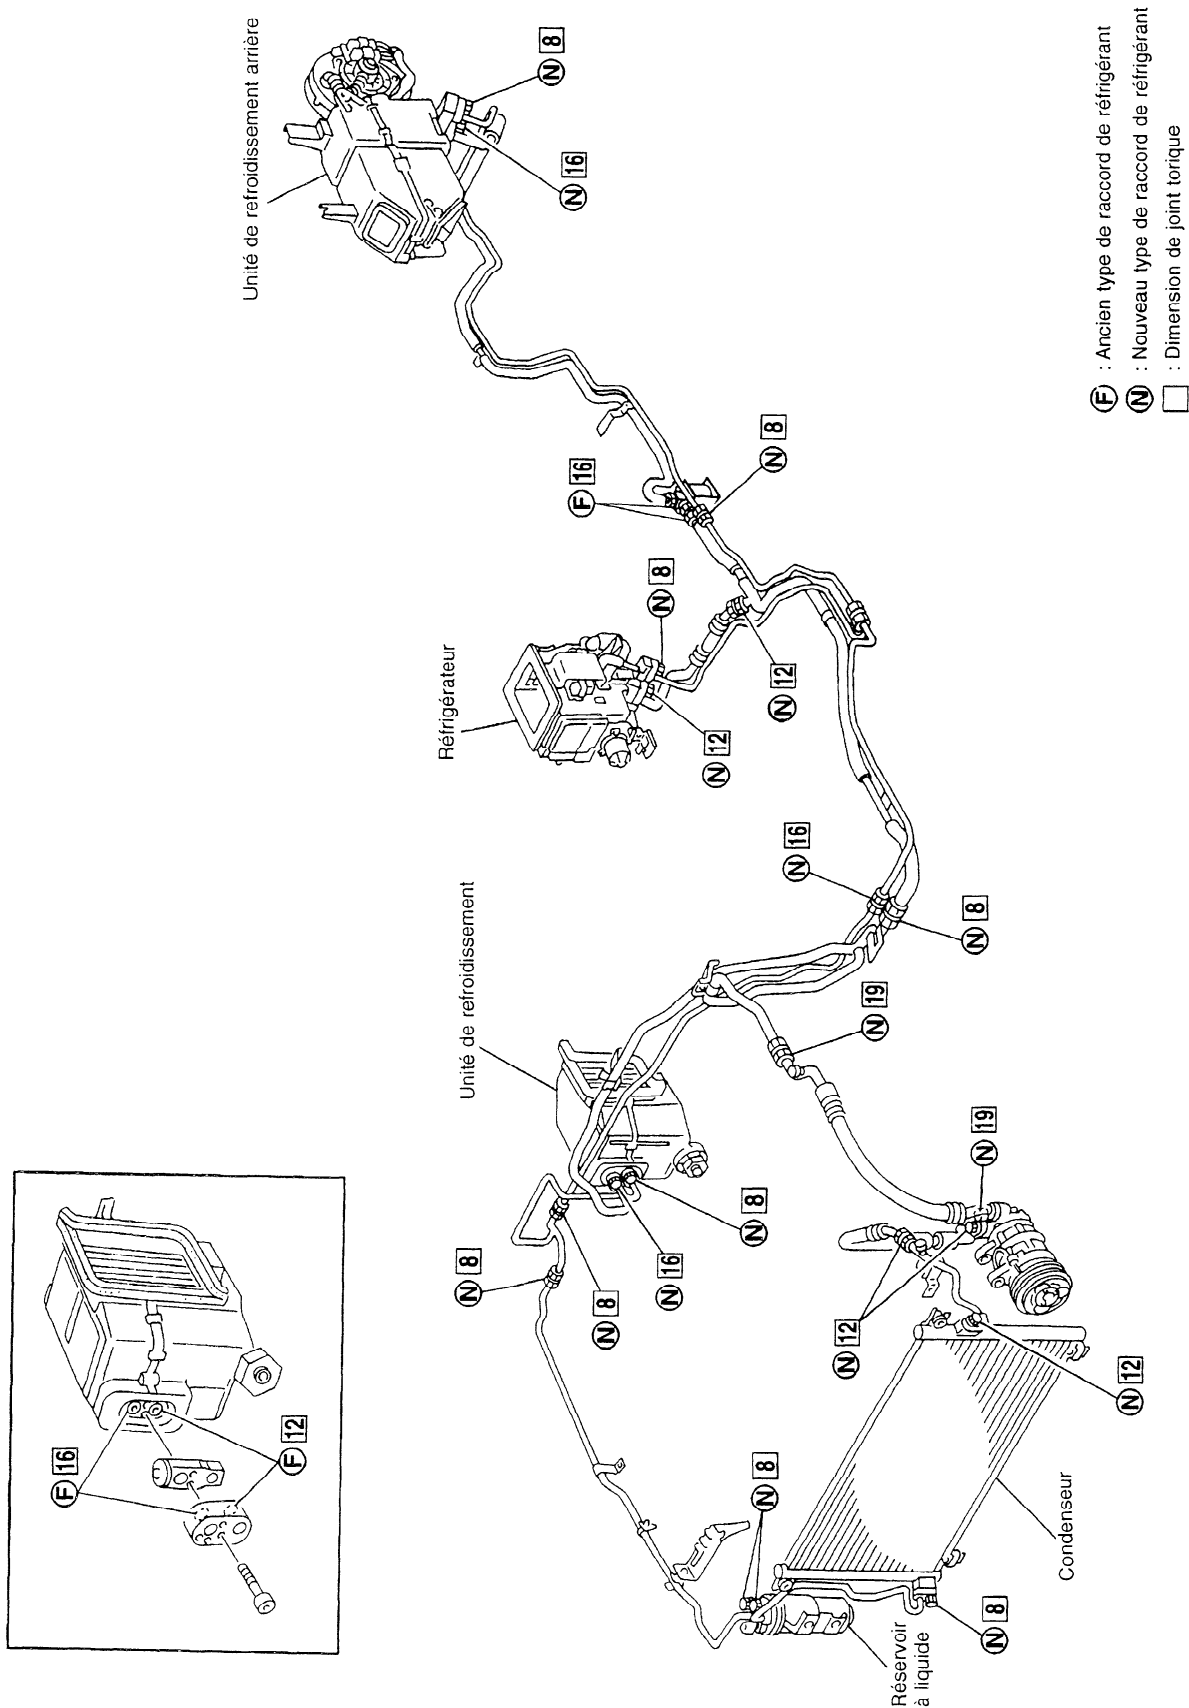 Unité de refroidissement arrière
N 8
N 16
F 16
N 8
Réfrigérateur
N 8
N 12
N 12
Unité de refroidissement
N 16
N 8
N 19
N 19
N 8
N 8
N 16
N 8
N 12
N 12
F 16
F 12
N 8
Condenseur
Réservoir
à liquide
N 8
F : Ancien type de raccord de réfrigérant
N : Nouveau type de raccord de réfrigérant
: Dimension de joint torique